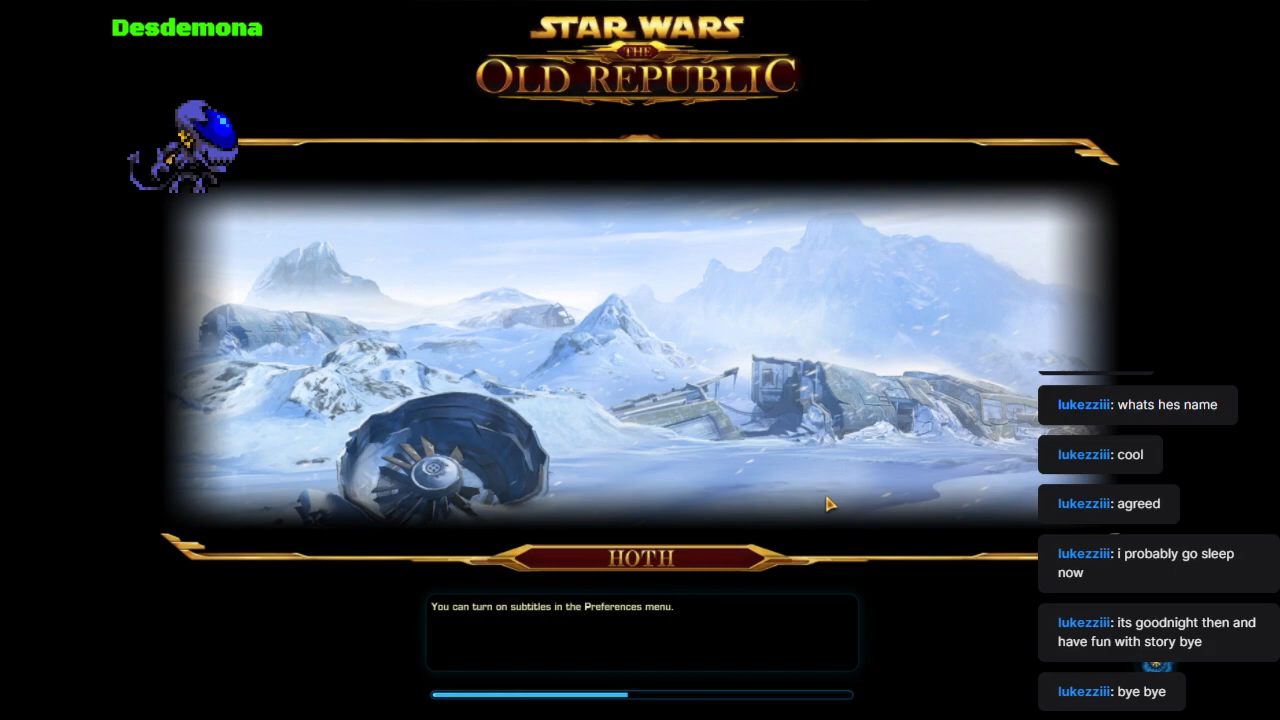 Desdemona
STAR WARS
THE
OLD REPUBLIC
lukezziii: whats hes name
lukezziii: cool
lukezziii: agreed
lukezziii: i probably go sleep
now
lukezziii: its goodnight then and
have fun with story bye
lukezziii: bye bye
HOTH
You can turn on subtitles in the Preferences menu.